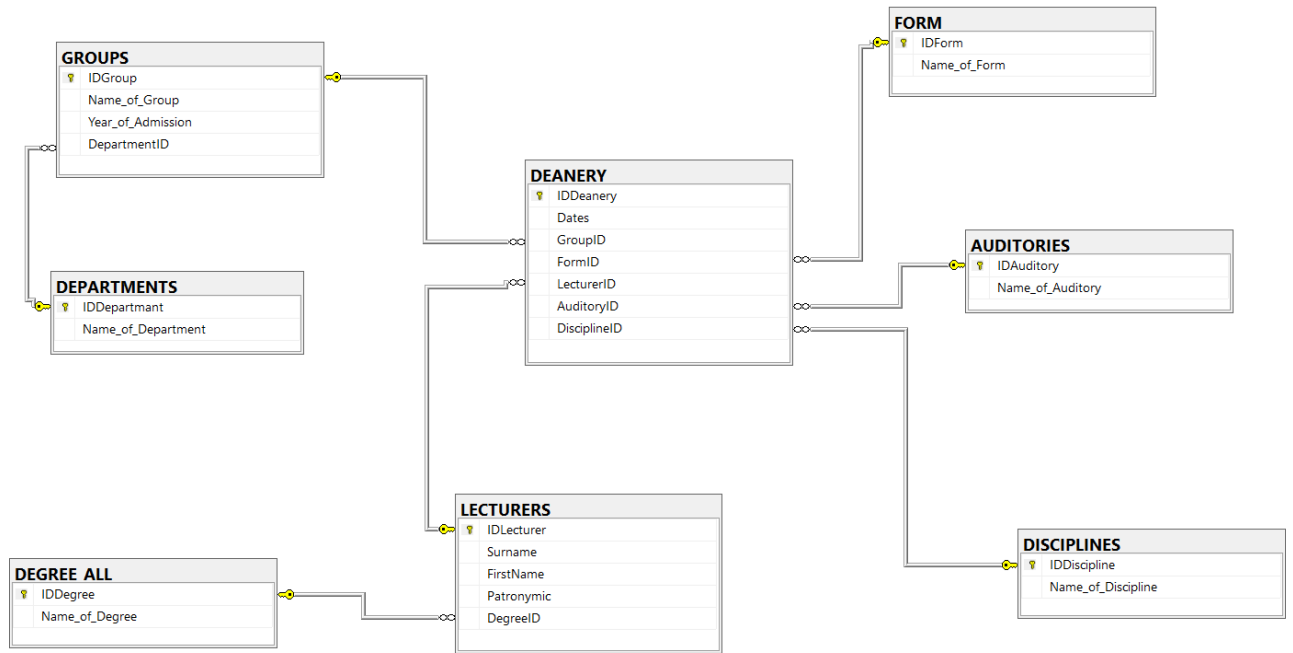 FORM
IDForm
Name_of_Form
GROUPS
IDGroup
Name_of_Group
Year_of_Admission
DepartmentID
DEANERY
IDDeanery
Dates
GroupID
FormID
LecturerID
AuditoryID
DisciplineID
AUDITORIES
IDAuditory
Name_of_Auditory
DEPARTMENTS
IDDepartmant
Name_of_Department
LECTURERS
IDLecturer
Surname
FirstName
Patronymic
DegreeID
DISCIPLINES
IDDiscipline
Name_of_Discipline
DEGREE_ALL
IDDegree
Name_of_Degree